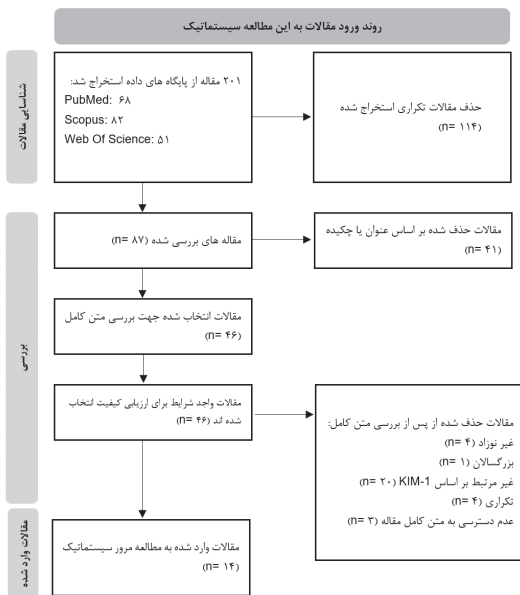 روند ورود مقالات به این مطالعه سیستماتیک
شناسایی مقالات
۲۰۱ مقاله از پایگاه های داده استخراج شد:
PubMed: ۶۸
Scopus: ۸۲
Web Of Science: ۵۱
حذف مقالات تکراری استخراج شده
(n= ۱۱۴)
بررسی
مقاله های بررسی شده (n= ۸۷)
مقالات حذف شده بر اساس عنوان یا چکیده
(n= ۴۱)
مقالات انتخاب شده جهت بررسی متن کامل
(n= ۴۶)
مقالات واجد شرایط برای ارزیابی کیفیت انتخاب
شده اند (n= ۴۶)
مقالات حذف شده از پس از بررسی متن کامل:
غیر نوزاد (n= ۴)
بزرگسالان (n= ۱)
غیر مرتبط بر اساس KIM-1 (n= ۲۰)
تکراری (n= ۴)
عدم دسترسی به متن کامل مقاله (n= ۳)
مقالات وارد شده
مقالات وارد شده به مطالعه مرور سیستماتیک
(n= ۱۴)